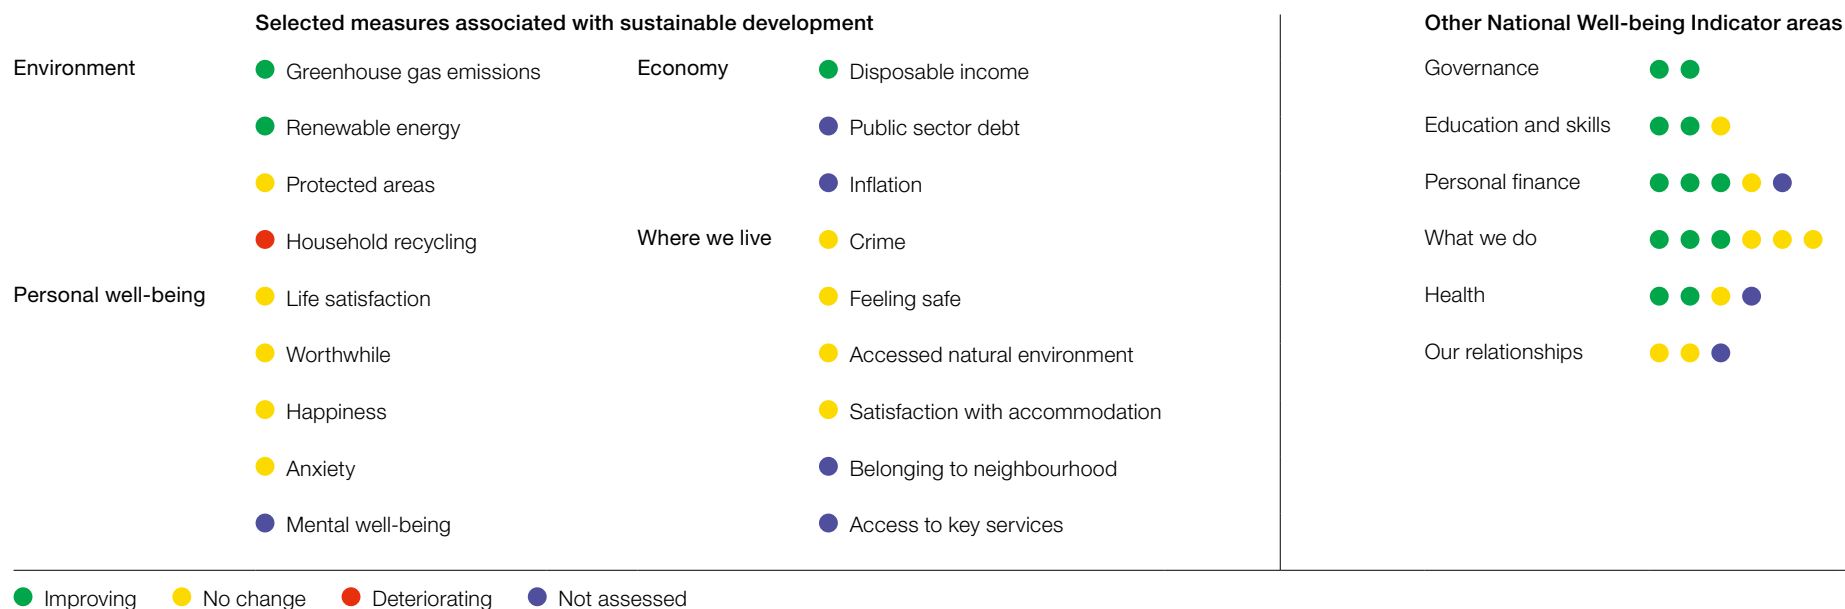 Selected measures associated with sustainable development
Environment
Greenhouse gas emissions
Renewable energy
Protected areas
Household recycling
Personal well-being
Life satisfaction
Worthwhile
Happiness
Anxiety
Mental well-being
Economy
Disposable income
Public sector debt
Inflation
Where we live
Crime
Feeling safe
Accessed natural environment
Satisfaction with accommodation
Belonging to neighbourhood
Access to key services
Other National Well-being Indicator areas
Governance
Education and skills
Personal finance
What we do
Health
Our relationships
Improving
No change
Deteriorating
Not assessed